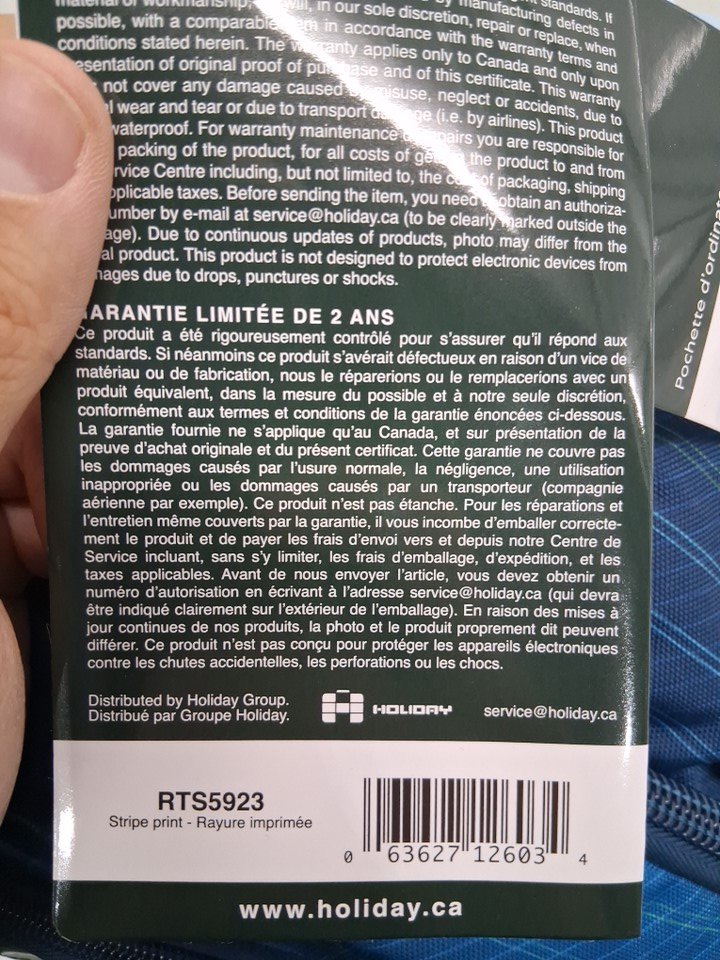 material or workmanship, we will, in our sole discretion, repair or replace, when
possible, with a comparable item in accordance with the warranty terms and
conditions stated herein. The warranty applies only to Canada and only upon
presentation of original proof of purchase and of this certificate. This warranty
not cover any damage caused by misuse, neglect or accidents, due to
wear and tear or due to transport damage (i.e. by airlines). This product
waterproof. For warranty maintenance repairs you are responsible for
packing of the product, for all costs of getting the product to and from
Service Centre including, but not limited to, the cost of packaging, shipping
applicable taxes. Before sending the item, you need to obtain an authoriza-
number by e-mail at service@holiday.ca (to be clearly marked outside the
Due to continuous updates of products, photo may differ from the
product. This product is not designed to protect electronic devices from
damages due to drops, punctures or shocks.
GARANTIE LIMITÉE DE 2 ANS
Ce produit a été rigoureusement contrôlé pour s'assurer qu'il répond aux
standards. Si néanmoins ce produit s'avérait défectueux en raison d'un vice de
matériau ou de fabrication, nous le réparerions ou le remplacerions avec un
produit équivalent, dans la mesure du possible et à notre seule discrétion,
conformément aux termes et conditions de la garantie énoncées ci-dessous.
La garantie fournie ne s'applique qu'au Canada, et sur présentation de la
preuve d'achat originale et du présent certificat. Cette garantie ne couvre pas
les dommages causés par l'usure normale, la négligence, une utilisation
inappropriée ou les dommages causés par un transporteur (compagnie
aérienne par exemple). Ce produit n'est pas étanche. Pour les réparations et
l'entretien même couverts par la garantie, il vous incombe d'emballer correcte-
ment le produit et de payer les frais d'envoi vers et depuis notre Centre de
Service incluant, sans s'y limiter, les frais d'emballage, d'expédition, et les
taxes applicables. Avant de nous envoyer l'article, vous devez obtenir un
numéro d'autorisation en écrivant à l'adresse service@holiday.ca (qui devra
être indiqué clairement sur l'extérieur de l'emballage). En raison des mises à
jour continues de nos produits, la photo et le produit proprement dit peuvent
différer. Ce produit n'est pas conçu pour protéger les appareils électroniques
contre les chutes accidentelles, les perforations ou les chocs.
Distributed by Holiday Group.
Distribué par Groupe Holiday.
HOLIDAY
service@holiday.ca
RTS5923
Stripe print - Rayure imprimée
0 63627 12603 4
www.holiday.ca
Pochette d'ordin